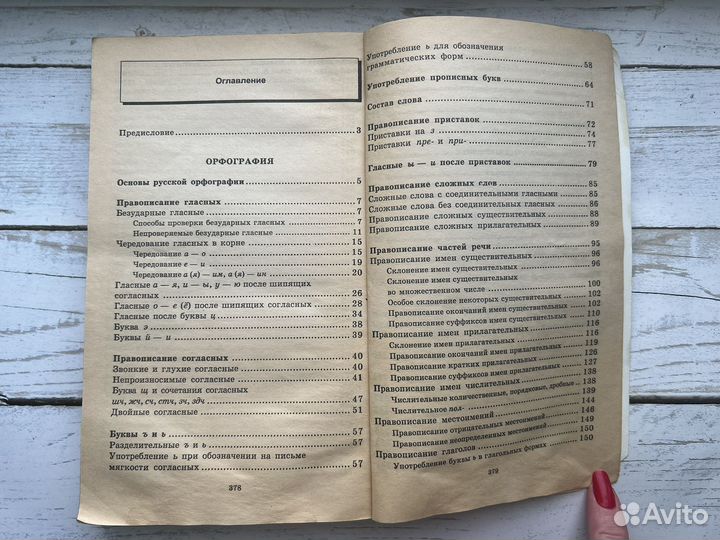 Оглавление
Предисловие 3
ОРФОГРАФИЯ
Основы русской орфографии 5
Правописание гласных 7
Безударные гласные 7
Способы проверки безударных гласных 7
Непроверяемые безударные гласные 11
Чередование гласных в корне 15
Чередование а — о 15
Чередование е — и 19
Чередование а (я) — им, а (я) — ин 20
Гласные а — я, и — ы, у — ю после шипящих
согласных 26
Гласные о — е (ё) после шипящих согласных 28
Гласные после буквы ц 34
Буква э 38
Буквы й — и 39
Правописание согласных 40
Звонкие и глухие согласные 40
Непроизносимые согласные 41
Буква щ и сочетания согласных
шч, жч, сч, стч, зч, здч 47
Двойные согласные 51
Буквы ъ и ь 57
Разделительные ъ и ь 57
Употребление ь при обозначении на письме
мягкости согласных 57
378
Употребление ь для обозначения
грамматических форм 58
Употребление прописных букв 64
Состав слова 71
Правописание приставок 72
Приставки на з 74
Приставки пре- и при- 77
Гласные ы — и после приставок 79
Правописание сложных слов 85
Сложные слова с соединительными гласными 85
Сложные слова без соединительных гласных 86
Правописание сложных существительных 88
Правописание сложных прилагательных 89
Правописание частей речи 95
Правописание имен существительных 96
Склонение имен существительных 96
Склонение имен существительных
во множественном числе 100
Особое склонение некоторых существительных 102
Правописание окончаний имен существительных 102
Правописание суффиксов имен существительных 110
Правописание имен прилагательных 116
Склонение имен прилагательных 116
Правописание окончаний имен прилагательных 119
Правописание кратких прилагательных 126
Правописание суффиксов имен прилагательных 127
Правописание имен числительных 138
Числительные количественные, порядковые, дробные 139
Числительное пол- 144
Правописание местоимений 146
Правописание отрицательных местоимений 149
Правописание неопределенных местоимений 150
Правописание глаголов 150
Употребление буквы ь в глагольных формах
379
Avito